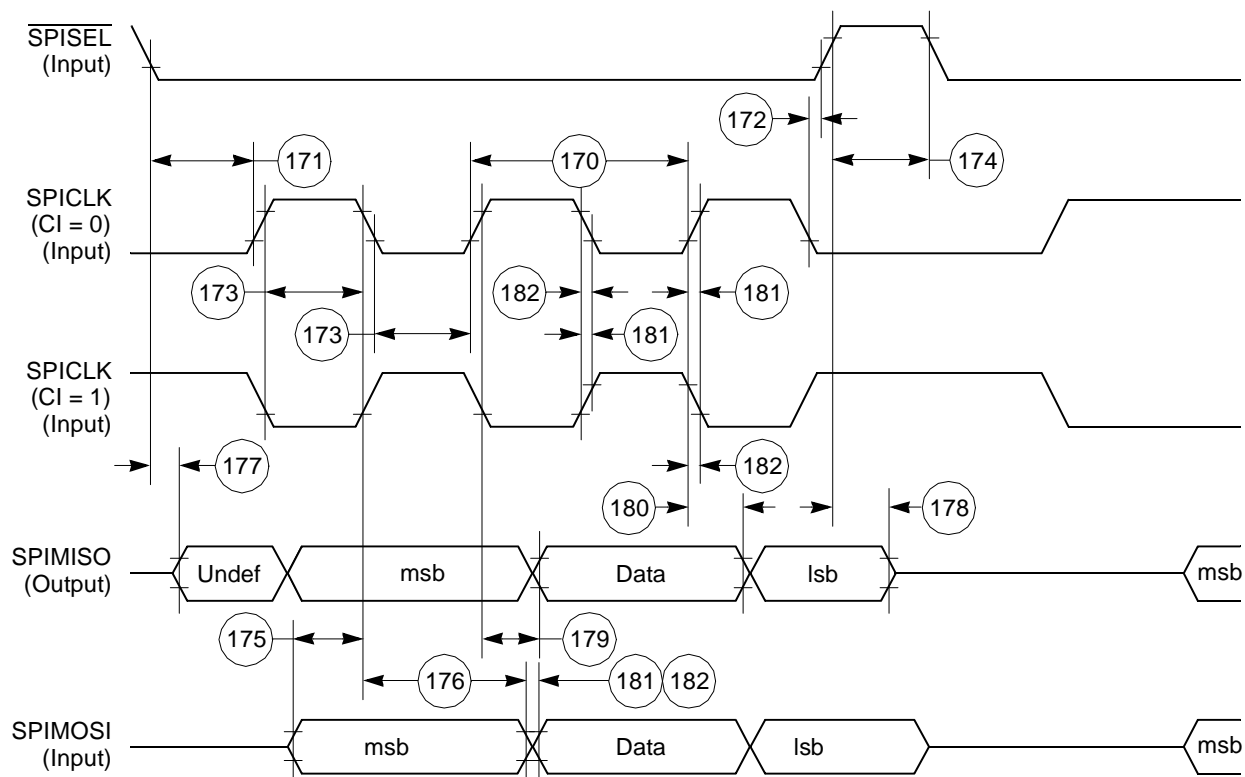 SPISEL
(Input)
172
171
170
174
SPICLK
(CI = 0)
(Input)
173
182
181
173
181
SPICLK
(CI = 1)
(Input)
177
182
180
178
SPIMISO
(Output)
Undef
msb
Data
lsb
msb
175
179
176
181
182
SPIMOSI
(Input)
msb
Data
lsb
msb